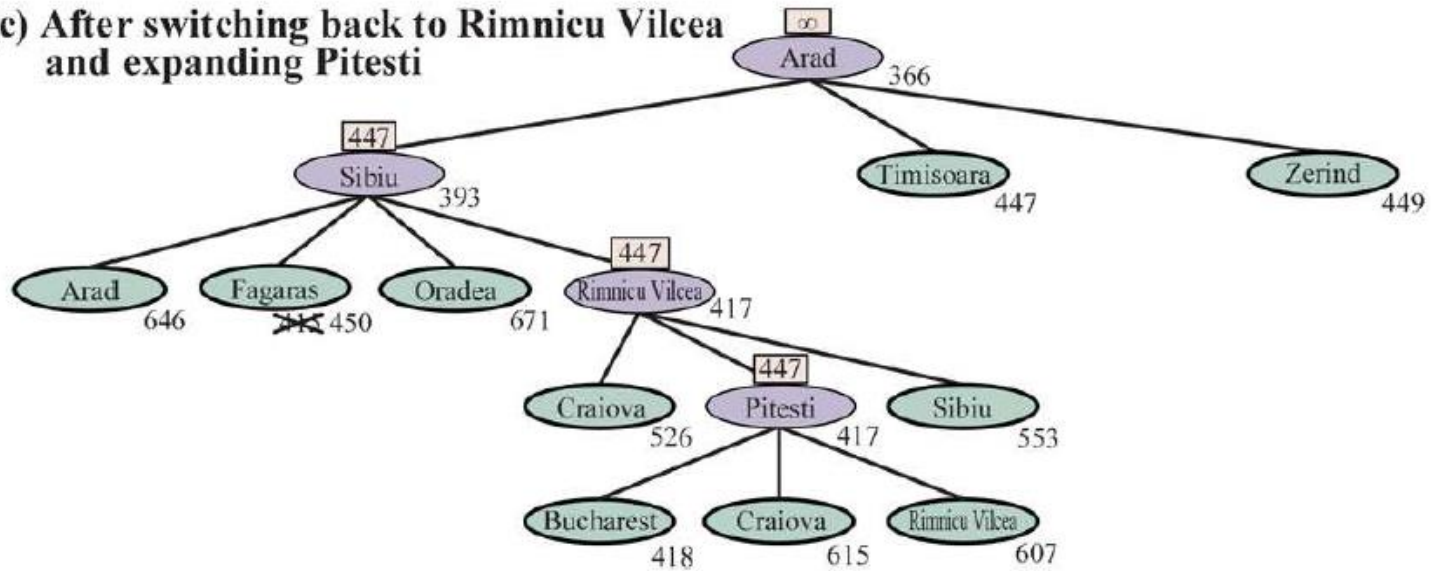 c) After switching back to Rimnicu Vilcea
and expanding Pitesti
∞
Arad
366
447
Sibiu
393
Timisoara
447
Zerind
449
Arad
646
Fagaras
415 450
Oradea
671
447
Rimnicu Vilcea
417
Craiova
526
447
Pitesti
417
Sibiu
553
Bucharest
418
Craiova
615
Rimnicu Vilcea
607